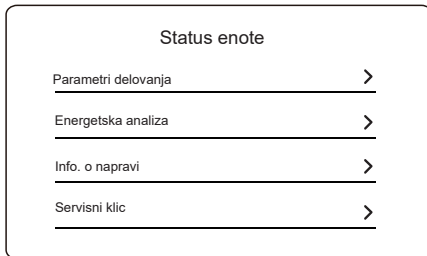 Status enote
Parametri delovanja
Energetska analiza
Info. o napravi
Servisni klic